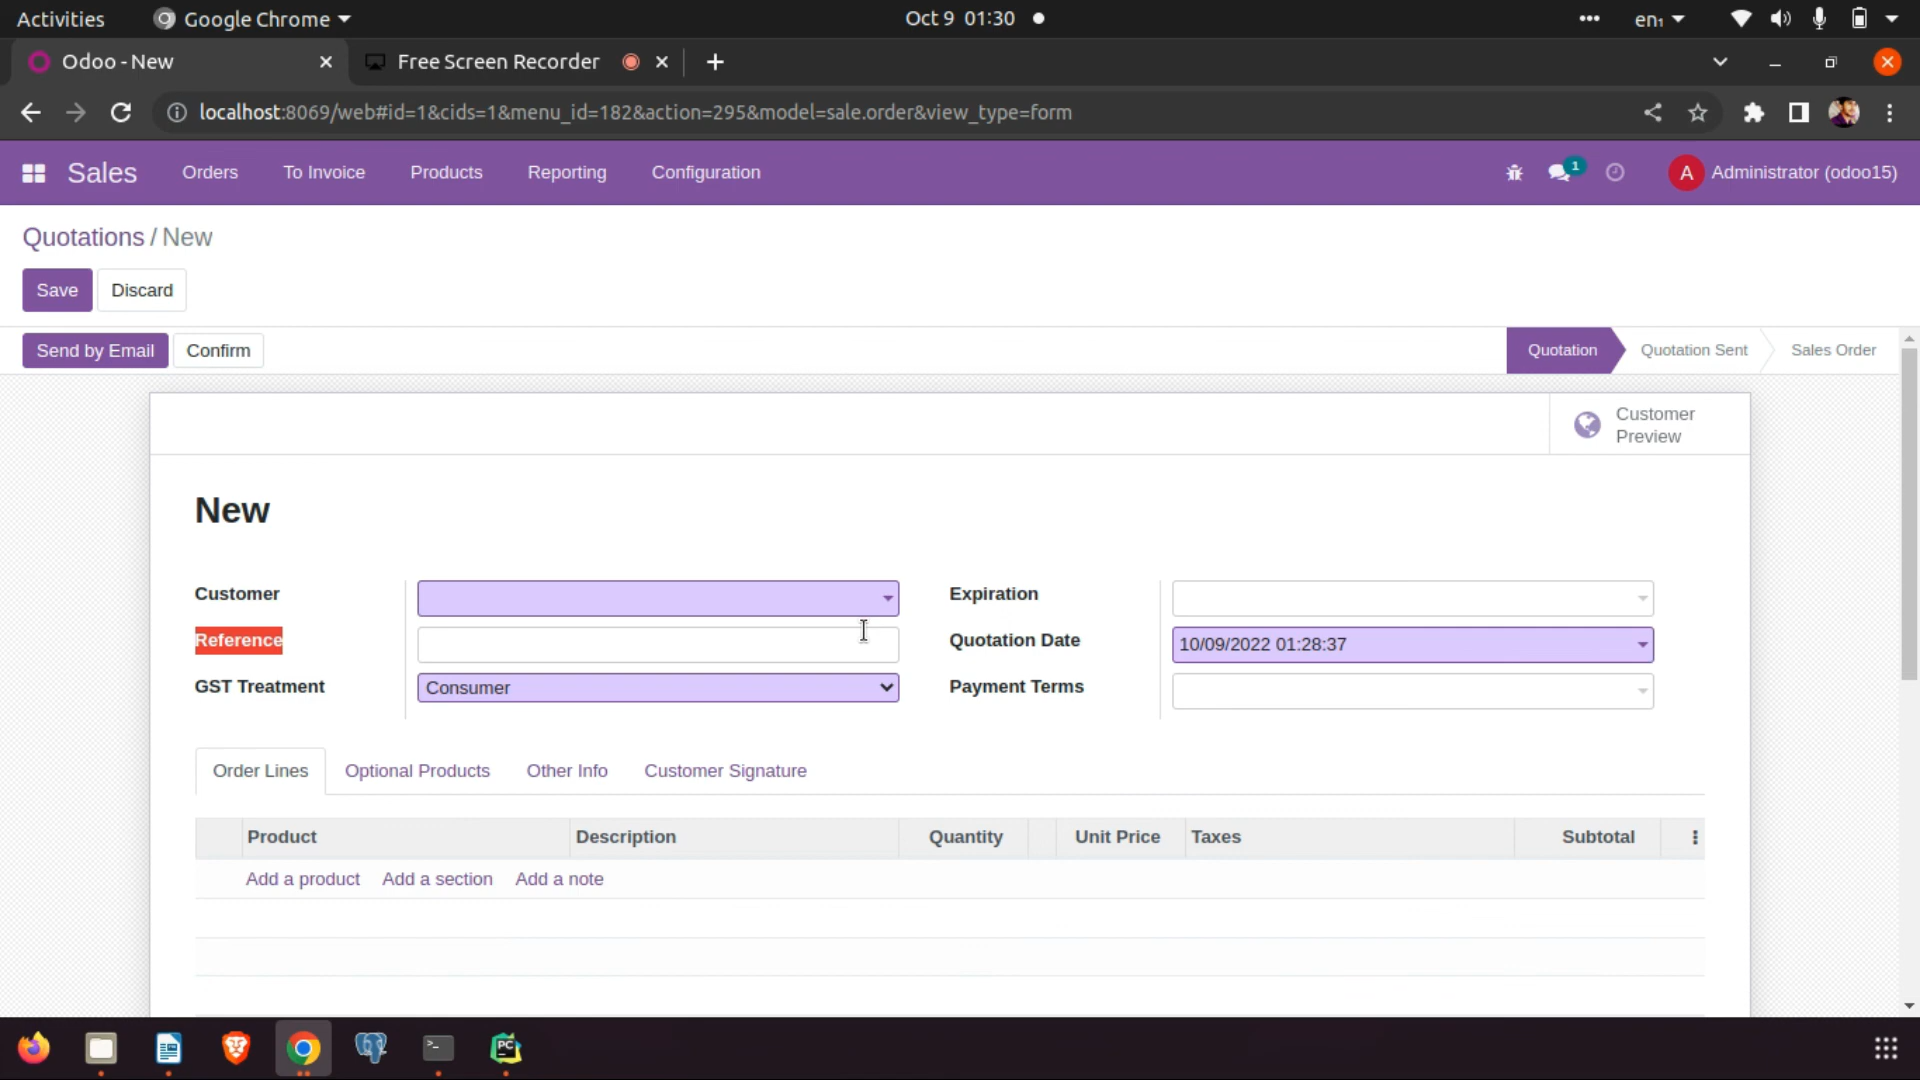 Activities Google Chrome Oct 9 01:30 en₁
Odoo - New Free Screen Recorder
localhost:8069/web#id=1&cids=1&menu_id=182&action=295&model=sale.order&view_type=form
Sales Orders To Invoice Products Reporting Configuration 1 A Administrator (odoo15)
Quotations / New
Save Discard
Send by Email Confirm Quotation Quotation Sent Sales Order
Customer
Preview
New
Customer Expiration
Reference Quotation Date 10/09/2022 01:28:37
GST Treatment Consumer Payment Terms
Order Lines Optional Products Other Info Customer Signature
Product Description Quantity Unit Price Taxes Subtotal
Add a product Add a section Add a note
PC